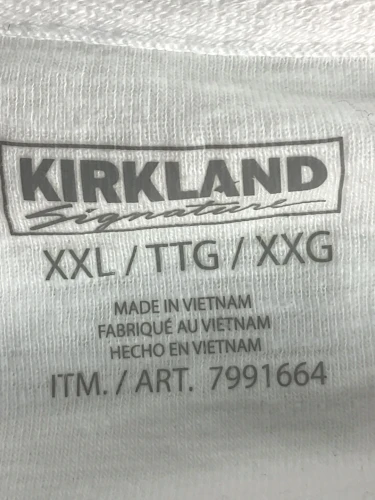 KIRKLAND
Signature
XXL / TTG / XXG
MADE IN VIETNAM
FABRIQUÉ AU VIETNAM
HECHO EN VIETNAM
ITM. / ART. 7991664